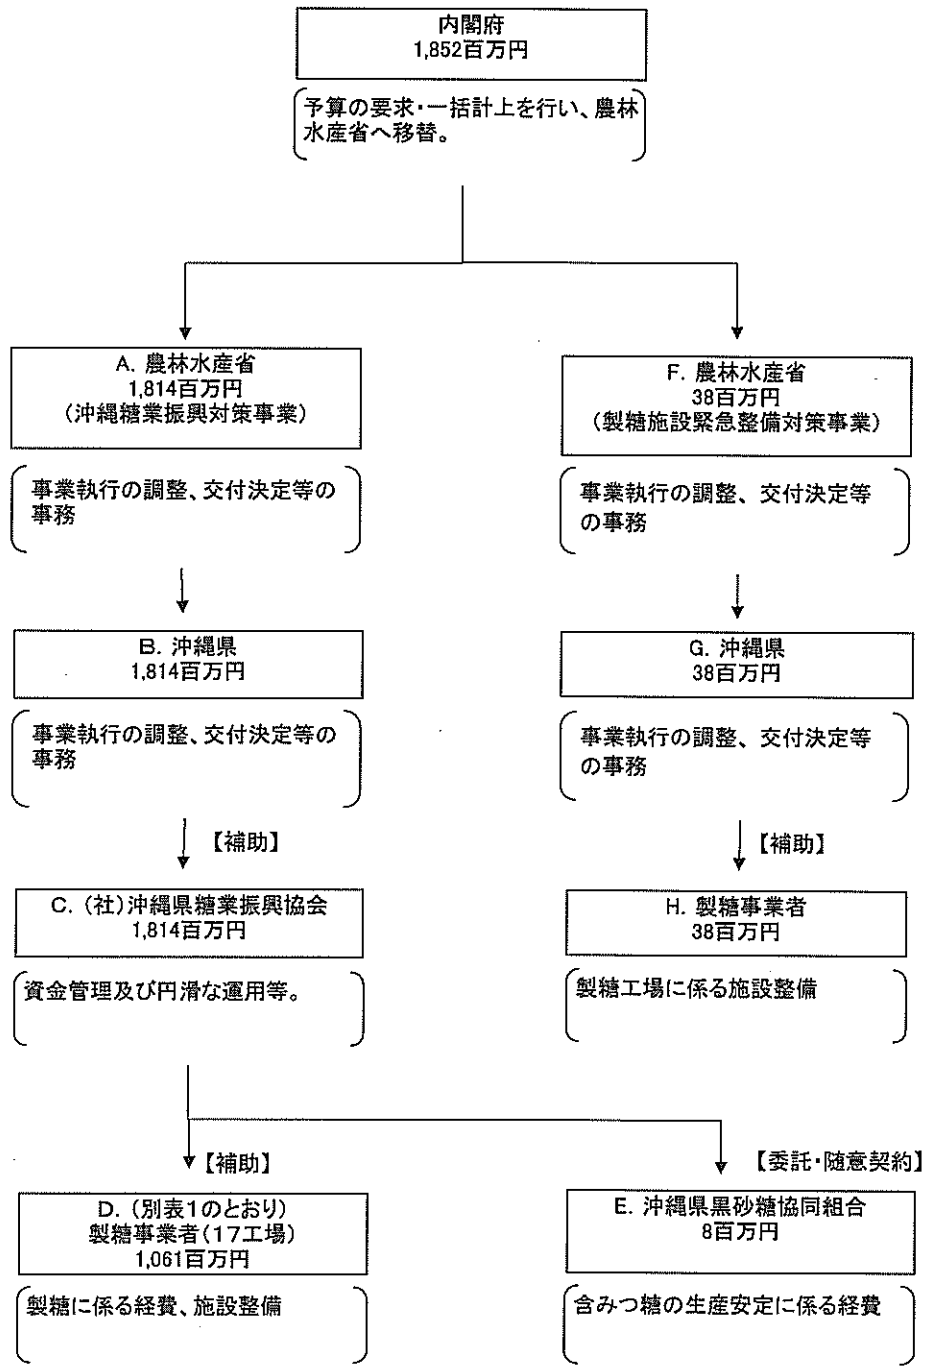 内閣府
1,852百万円
予算の要求・一括計上を行い、農林
水産省へ移替。
A. 農林水産省
1,814百万円
(沖縄糖業振興対策事業)
事業執行の調整、交付決定等の
事務
B. 沖縄県
1,814百万円
事業執行の調整、交付決定等の
事務
【補助】
C. (社)沖縄県糖業振興協会
1,814百万円
資金管理及び円滑な運用等。
【補助】
D. (別表1のとおり)
製糖事業者(17工場)
1,061百万円
製糖に係る経費、施設整備
【委託・随意契約】
E. 沖縄県黒砂糖協同組合
8百万円
含みつ糖の生産安定に係る経費
F. 農林水産省
38百万円
(製糖施設緊急整備対策事業)
事業執行の調整、交付決定等
の事務
G. 沖縄県
38百万円
事業執行の調整、交付決定等
の事務
【補助】
H. 製糖事業者
38百万円
製糖工場に係る施設整備